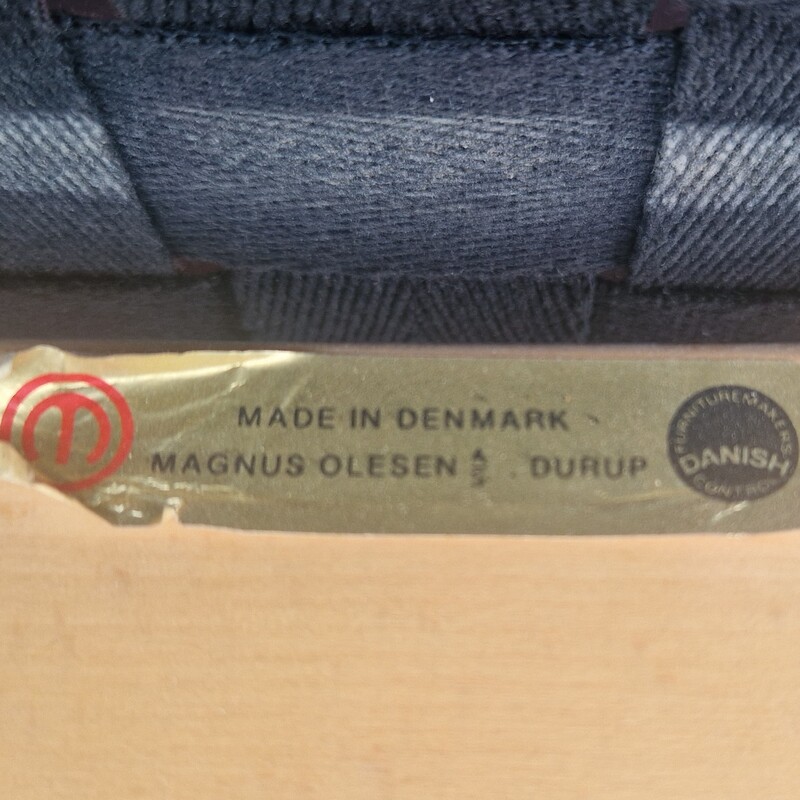 MADE IN DENMARK
MAGNUS OLESEN A/S . DURUP
FURNITUREMAKERS
DANISH
CONTROL